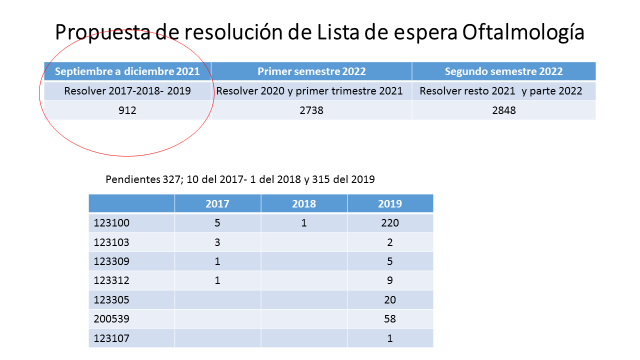 Propuesta de resolución de Lista de espera Oftalmología
Septiembre a diciembre 2021 Primer semestre 2022 Segundo semestre 2022
Resolver 2017-2018- 2019 Resolver 2020 y primer trimestre 2021 Resolver resto 2021 y parte 2022
912 2738 2848
Pendientes 327; 10 del 2017- 1 del 2018 y 315 del 2019
2017 2018 2019
123100 5 1 220
123103 3 2
123309 1 5
123312 1 9
123305 20
200539 58
123107 1